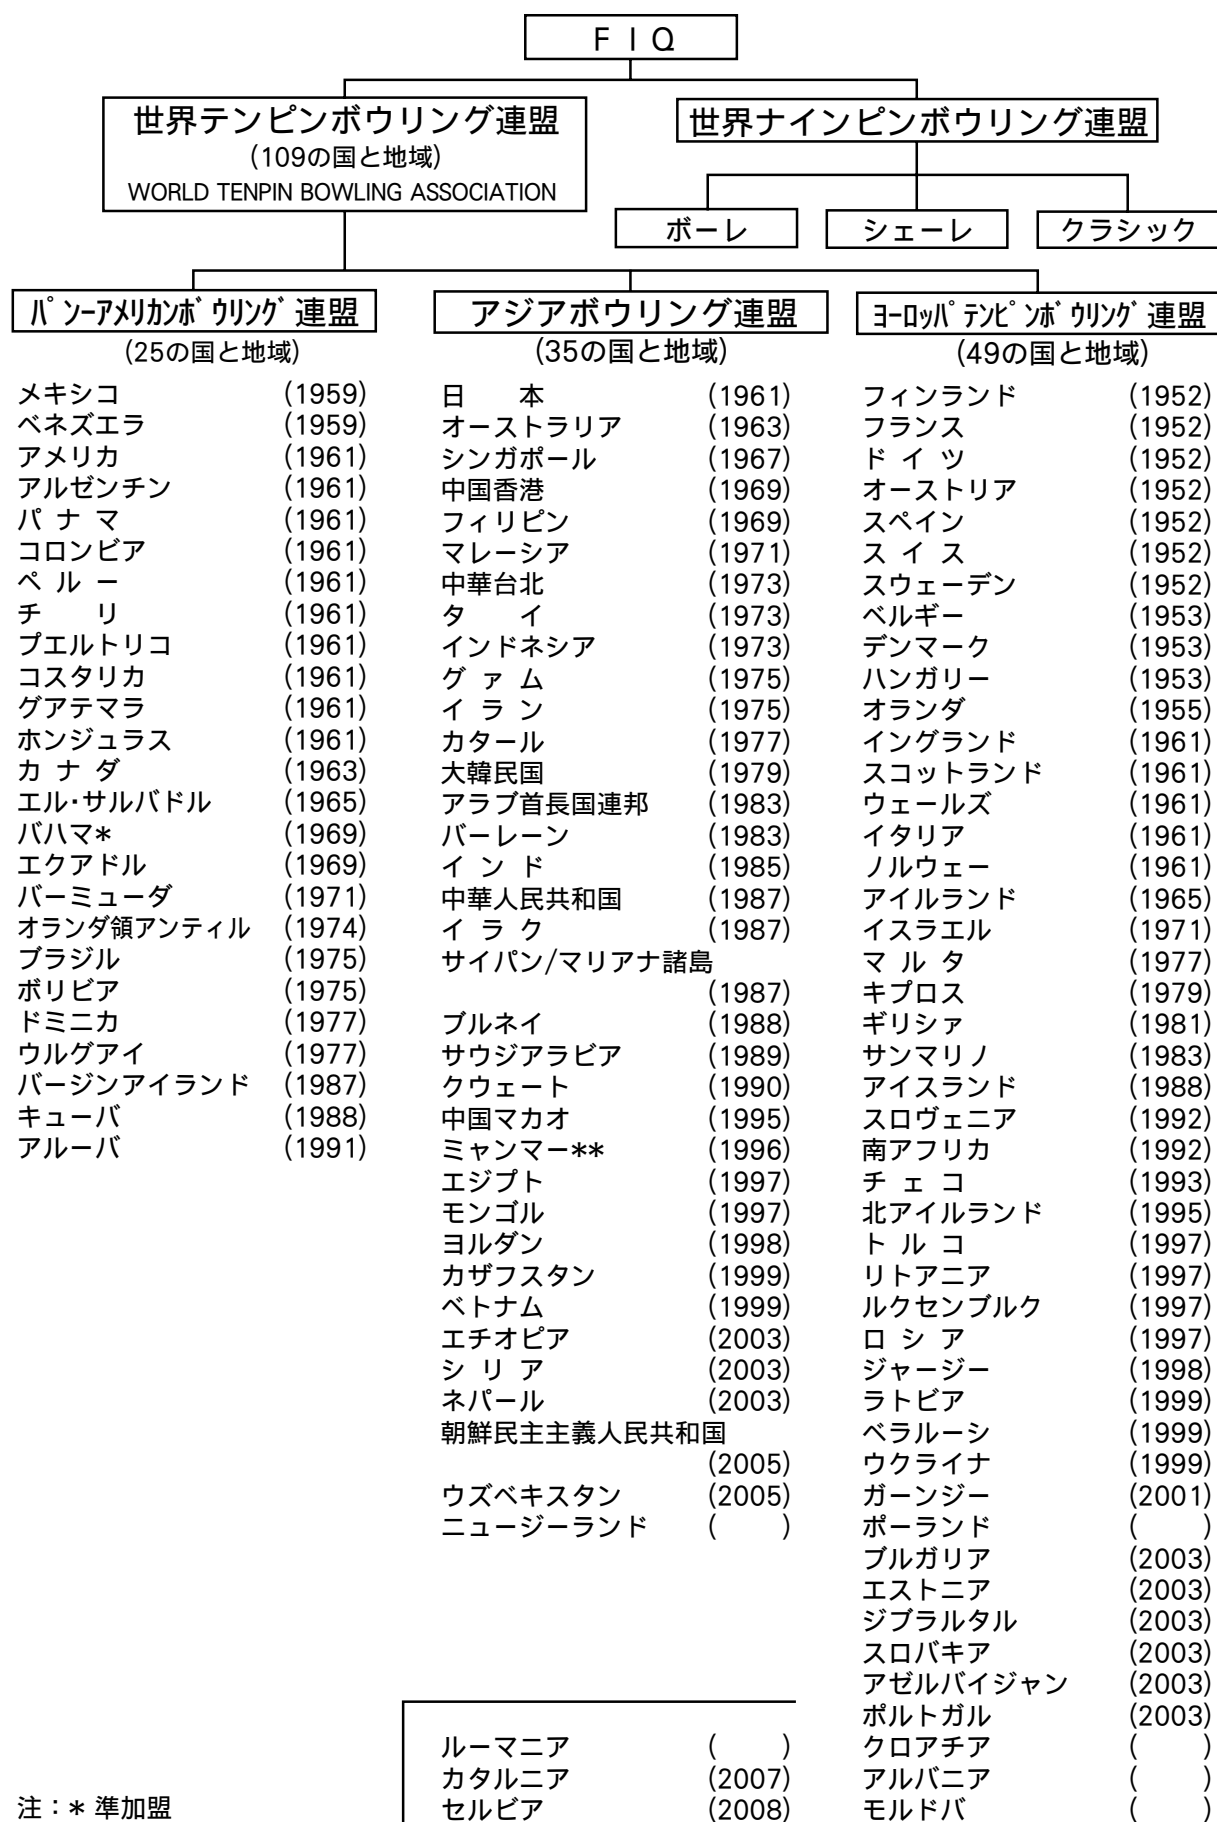 FIQ
世界テンピンボウリング連盟
(109の国と地域)
WORLD TENPIN BOWLING ASSOCIATION
世界ナインピンボウリング連盟
ボーレ
シェーレ
クラシック
パン-アメリカンボウリング連盟
(25の国と地域)
メキシコ (1959)
ベネズエラ (1959)
アメリカ (1961)
アルゼンチン (1961)
パナマ (1961)
コロンビア (1961)
ペルー (1961)
チリ (1961)
プエルトリコ (1961)
コスタリカ (1961)
グアテマラ (1961)
ホンジュラス (1961)
カナダ (1963)
エル・サルバドル (1965)
バハマ* (1969)
エクアドル (1969)
バーミューダ (1971)
オランダ領アンティル (1974)
ブラジル (1975)
ボリビア (1975)
ドミニカ (1977)
ウルグアイ (1977)
バージンアイランド (1987)
キューバ (1988)
アルーバ (1991)
注：* 準加盟
アジアボウリング連盟
(35の国と地域)
日本 (1961)
オーストラリア (1963)
シンガポール (1967)
中国香港 (1969)
フィリピン (1969)
マレーシア (1971)
中華台北 (1973)
タイ (1973)
インドネシア (1973)
グァム (1975)
イラン (1975)
カタール (1977)
大韓民国 (1979)
アラブ首長国連邦 (1983)
バーレーン (1983)
インド (1985)
中華人民共和国 (1987)
イラク (1987)
サイパン/マリアナ諸島
(1987)
ブルネイ (1988)
サウジアラビア (1989)
クウェート (1990)
中国マカオ (1995)
ミャンマー** (1996)
エジプト (1997)
モンゴル (1997)
ヨルダン (1998)
カザフスタン (1999)
ベトナム (1999)
エチオピア (2003)
シリア (2003)
ネパール (2003)
朝鮮民主主義人民共和国
(2005)
ウズベキスタン (2005)
ニュージーランド ( )
ヨーロッパテンピンボウリング連盟
(49の国と地域)
フィンランド (1952)
フランス (1952)
ドイツ (1952)
オーストリア (1952)
スペイン (1952)
スイス (1952)
スウェーデン (1952)
ベルギー (1953)
デンマーク (1953)
ハンガリー (1953)
オランダ (1955)
イングランド (1961)
スコットランド (1961)
ウェールズ (1961)
イタリア (1961)
ノルウェー (1961)
アイルランド (1965)
イスラエル (1971)
マルタ (1977)
キプロス (1979)
ギリシァ (1981)
サンマリノ (1983)
アイスランド (1988)
スロヴェニア (1992)
南アフリカ (1992)
チェコ (1993)
北アイルランド (1995)
トルコ (1997)
リトアニア (1997)
ルクセンブルク (1997)
ロシア (1997)
ジャージー (1998)
ラトビア (1999)
ベラルーシ (1999)
ウクライナ (1999)
ガーンジー (2001)
ポーランド ( )
ブルガリア (2003)
エストニア (2003)
ジブラルタル (2003)
スロバキア (2003)
アゼルバイジャン (2003)
ポルトガル (2003)
クロアチア ( )
アルバニア ( )
モルドバ ( )
ルーマニア ( )
カタルニア (2007)
セルビア (2008)